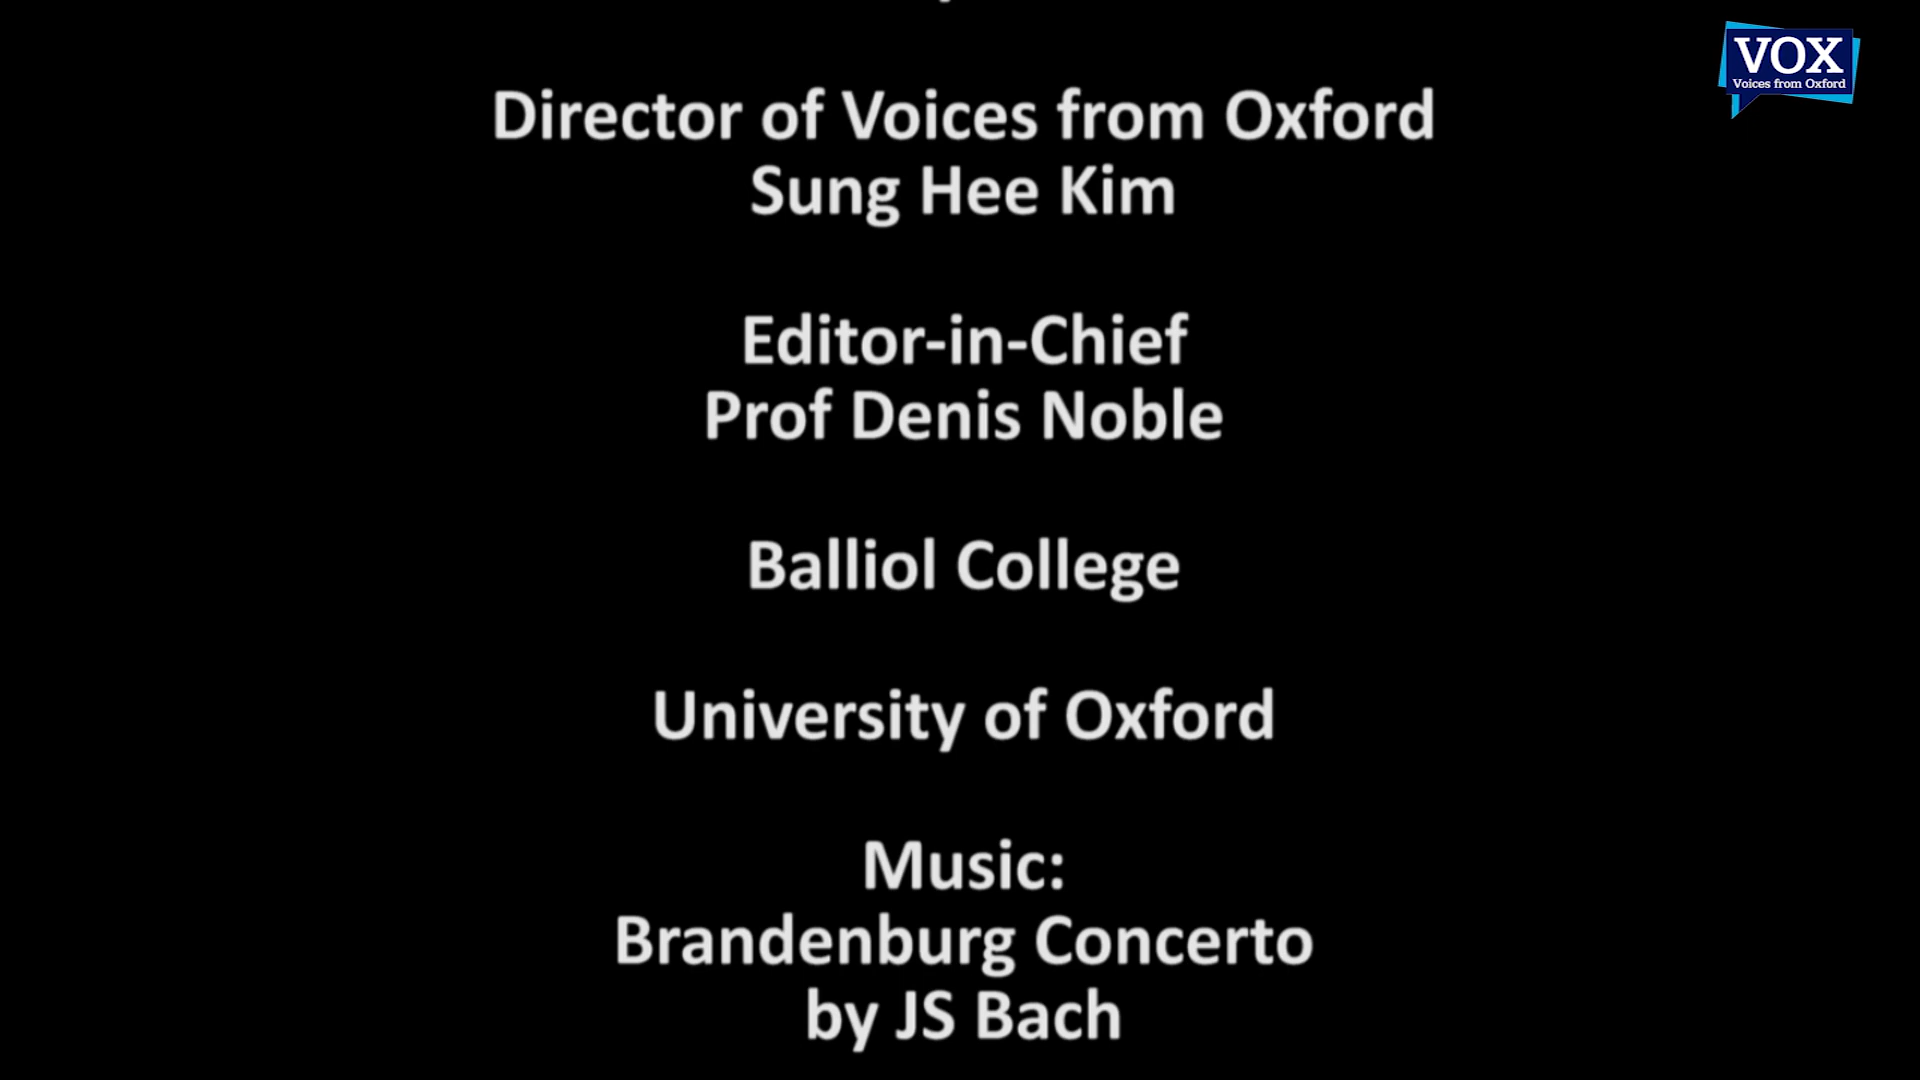 VOX
Voices from Oxford
Director of Voices from Oxford
Sung Hee Kim
Editor-in-Chief
Prof Denis Noble
Balliol College
University of Oxford
Music:
Brandenburg Concerto
by JS Bach